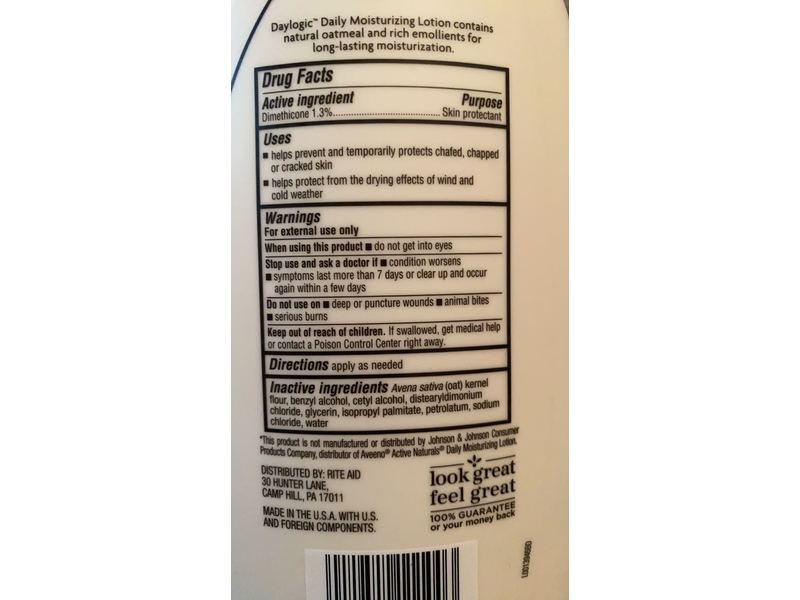 Daylogic™ Daily Moisturizing Lotion contains
natural oatmeal and rich emollients for
long-lasting moisturization.
Drug Facts
Active ingredient Purpose
Dimethicone 1.3%................................. Skin protectant
Uses
■ helps prevent and temporarily protects chafed, chapped
or cracked skin
■ helps protect from the drying effects of wind and
cold weather
Warnings
For external use only
When using this product ■ do not get into eyes
Stop use and ask a doctor if ■ condition worsens
■ symptoms last more than 7 days or clear up and occur
again within a few days
Do not use on ■ deep or puncture wounds ■ animal bites
■ serious burns
Keep out of reach of children. If swallowed, get medical help
or contact a Poison Control Center right away.
Directions apply as needed
Inactive ingredients Avena sativa (oat) kernel
flour, benzyl alcohol, cetyl alcohol, distearyldimonium
chloride, glycerin, isopropyl palmitate, petrolatum, sodium
chloride, water
*This product is not manufactured or distributed by Johnson & Johnson Consumer
Products Company, distributor of Aveeno® Active Naturals® Daily Moisturizing Lotion.
DISTRIBUTED BY: RITE AID
30 HUNTER LANE,
CAMP HILL, PA 17011
MADE IN THE U.S.A. WITH U.S.
AND FOREIGN COMPONENTS.
look great
feel great
100% GUARANTEE
or your money back